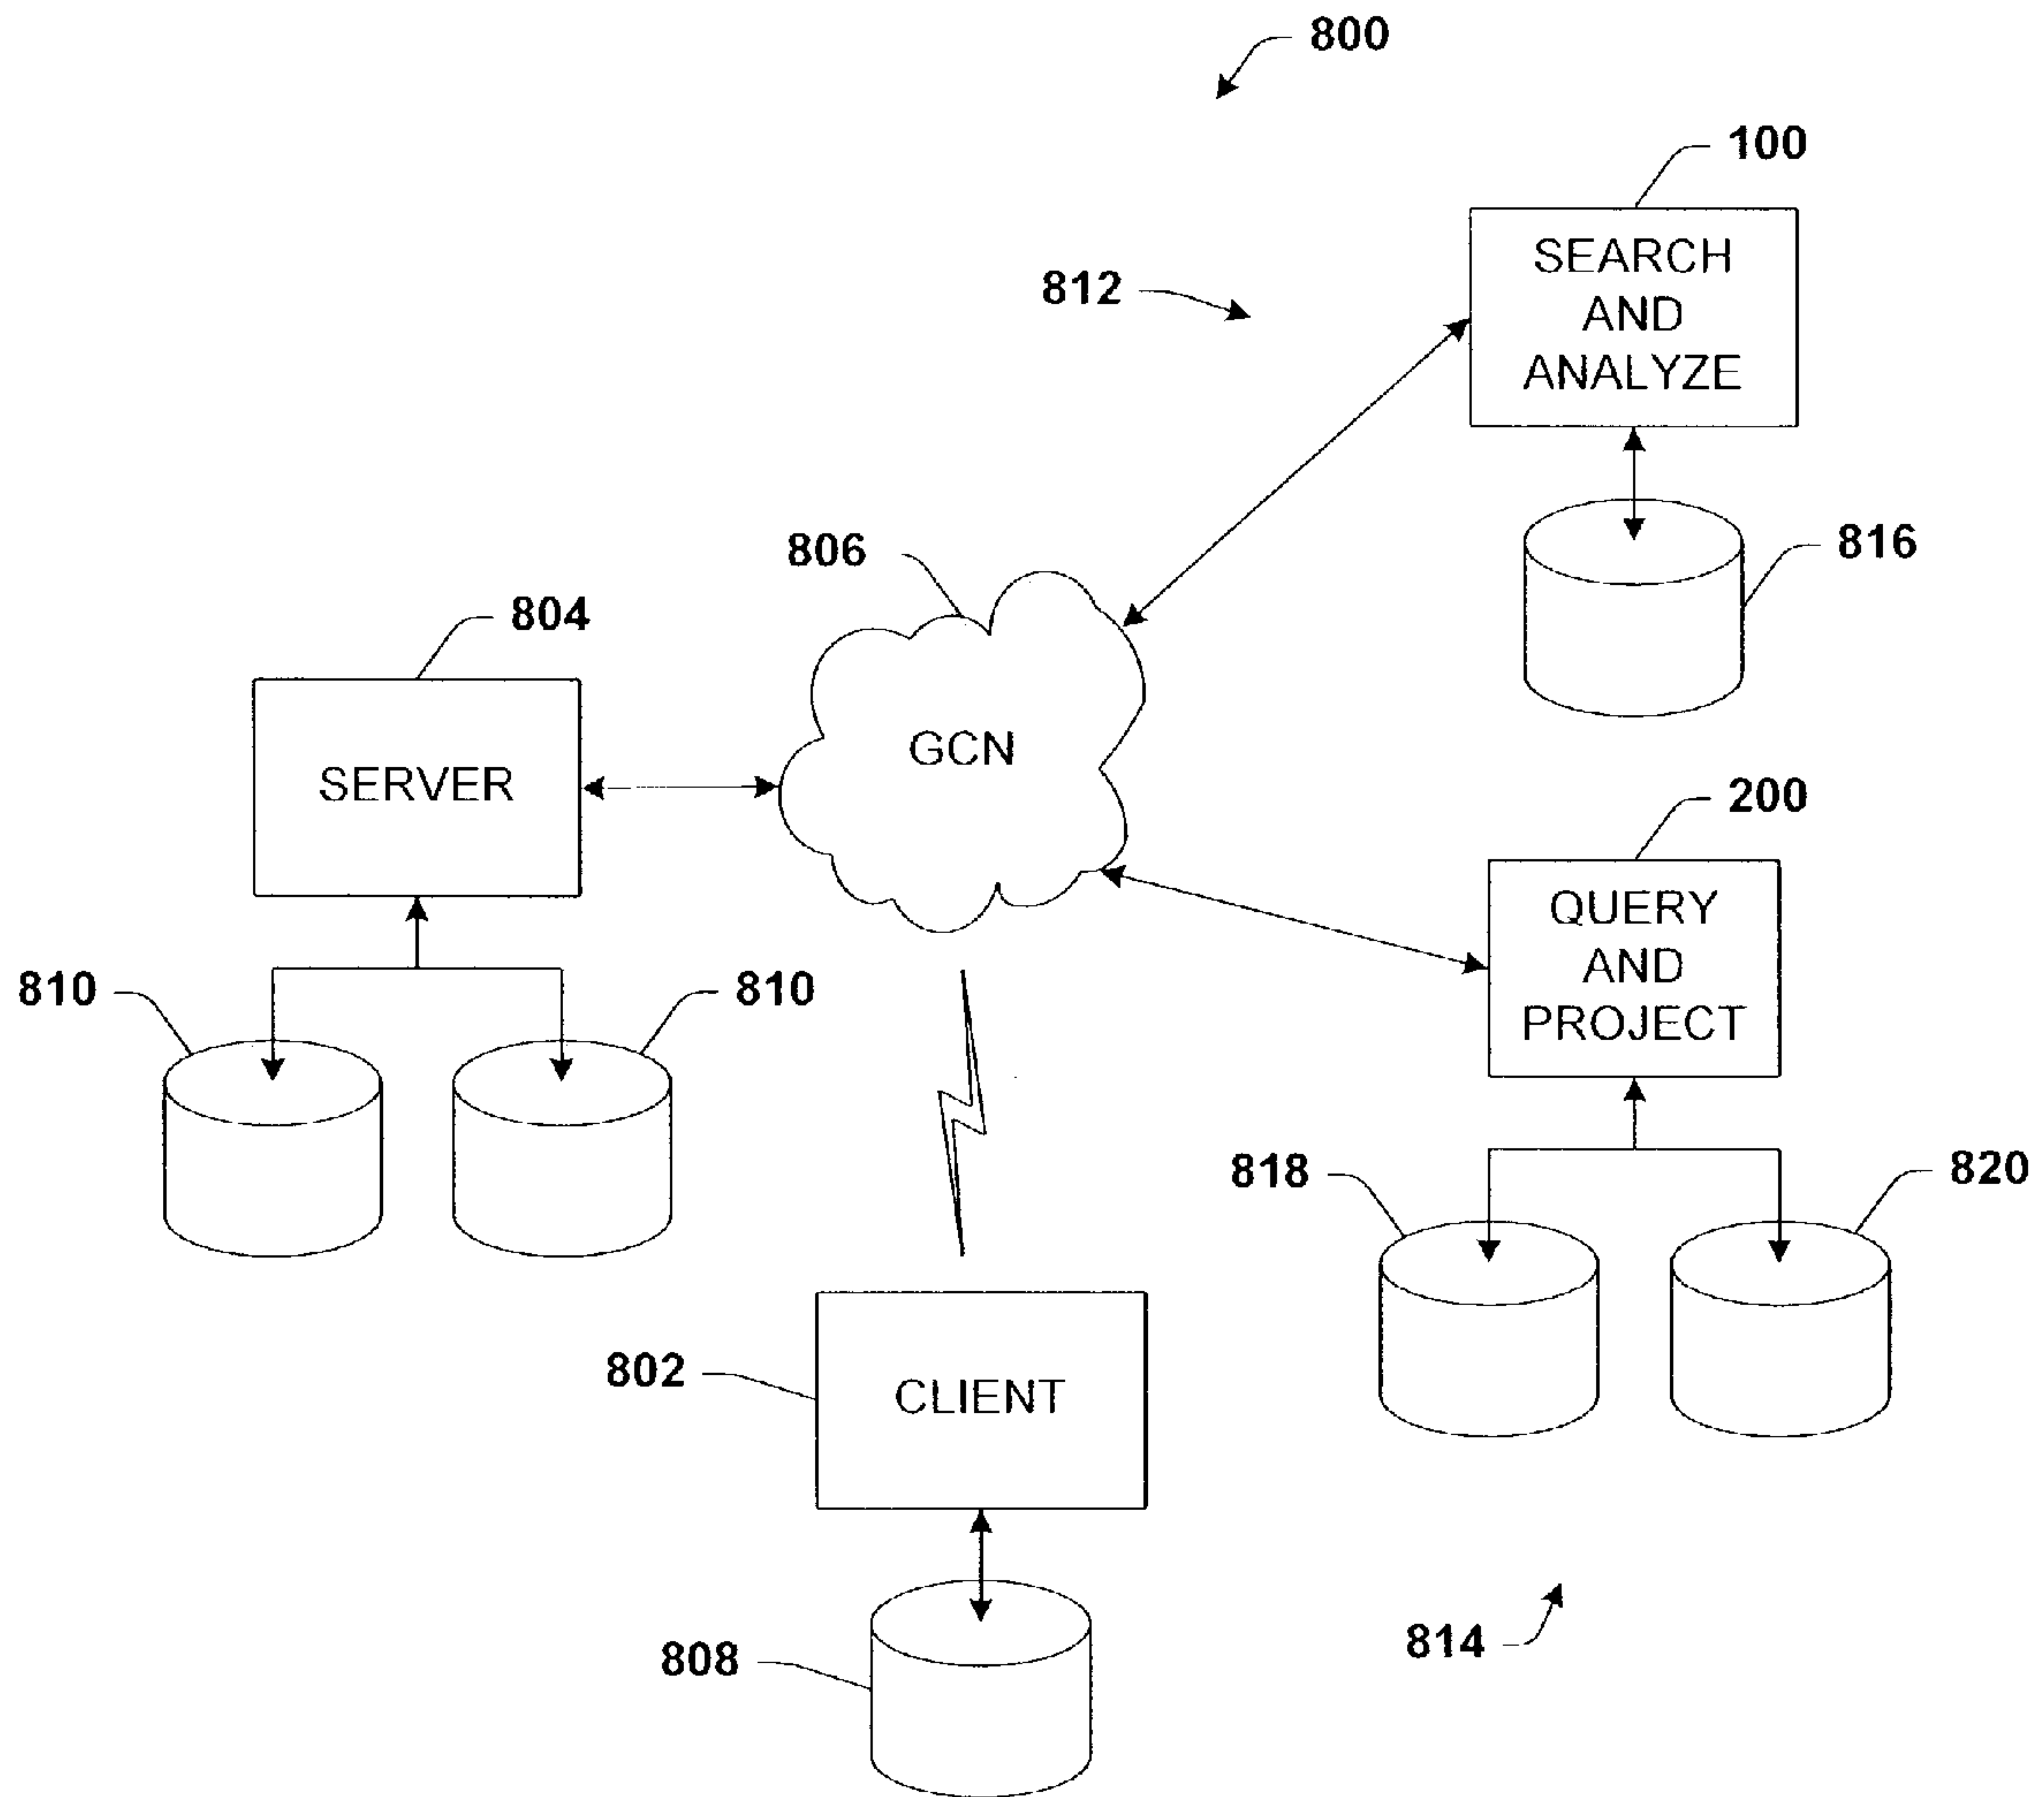 800
100
SEARCH
AND
ANALYZE
812
816
806
804
GCN
SERVER
200
QUERY
AND
PROJECT
810
810
818
820
802
CLIENT
814
808